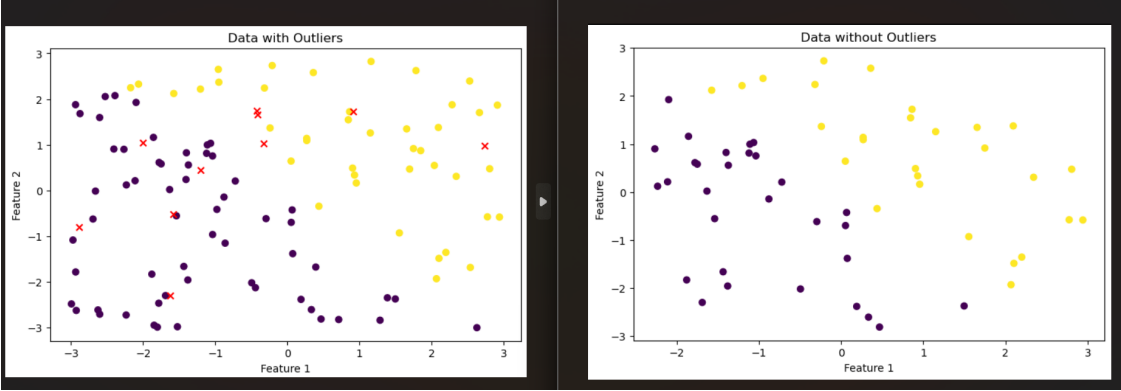 Data with Outliers
3
2
1
0
−1
−2
−3
Feature 2
−3 −2 −1 0 1 2 3
Feature 1
Data without Outliers
3
2
1
0
−1
−2
−3
Feature 2
−2 −1 0 1 2 3
Feature 1